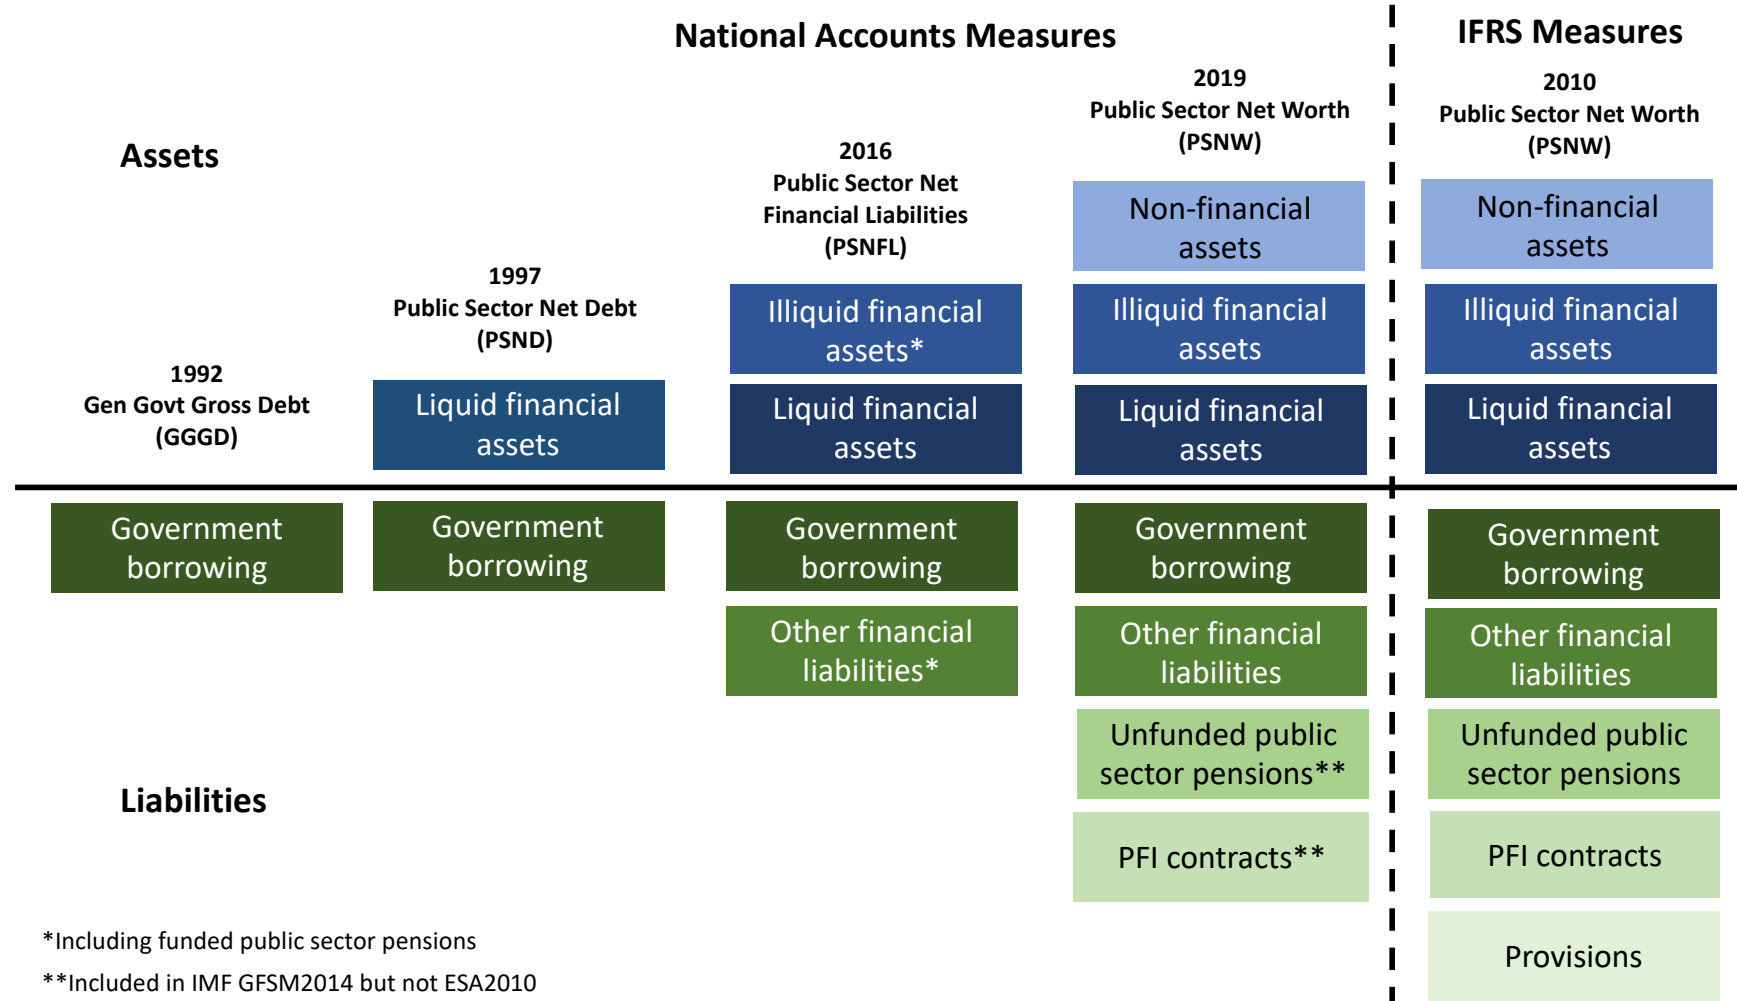 National Accounts Measures
IFRS Measures
Assets
1992
Gen Govt Gross Debt
(GGGD)
1997
Public Sector Net Debt
(PSND)
Liquid financial
assets
2016
Public Sector Net
Financial Liabilities
(PSNFL)
Illiquid financial
assets*
Liquid financial
assets
2019
Public Sector Net Worth
(PSNW)
Non-financial
assets
Illiquid financial
assets
Liquid financial
assets
2010
Public Sector Net Worth
(PSNW)
Non-financial
assets
Illiquid financial
assets
Liquid financial
assets
Liabilities
Government
borrowing
Government
borrowing
Government
borrowing
Other financial
liabilities*
Government
borrowing
Other financial
liabilities
Unfunded public
sector pensions**
PFI contracts**
Government
borrowing
Other financial
liabilities
Unfunded public
sector pensions
PFI contracts
Provisions
*Including funded public sector pensions
**Included in IMF GFSM2014 but not ESA2010